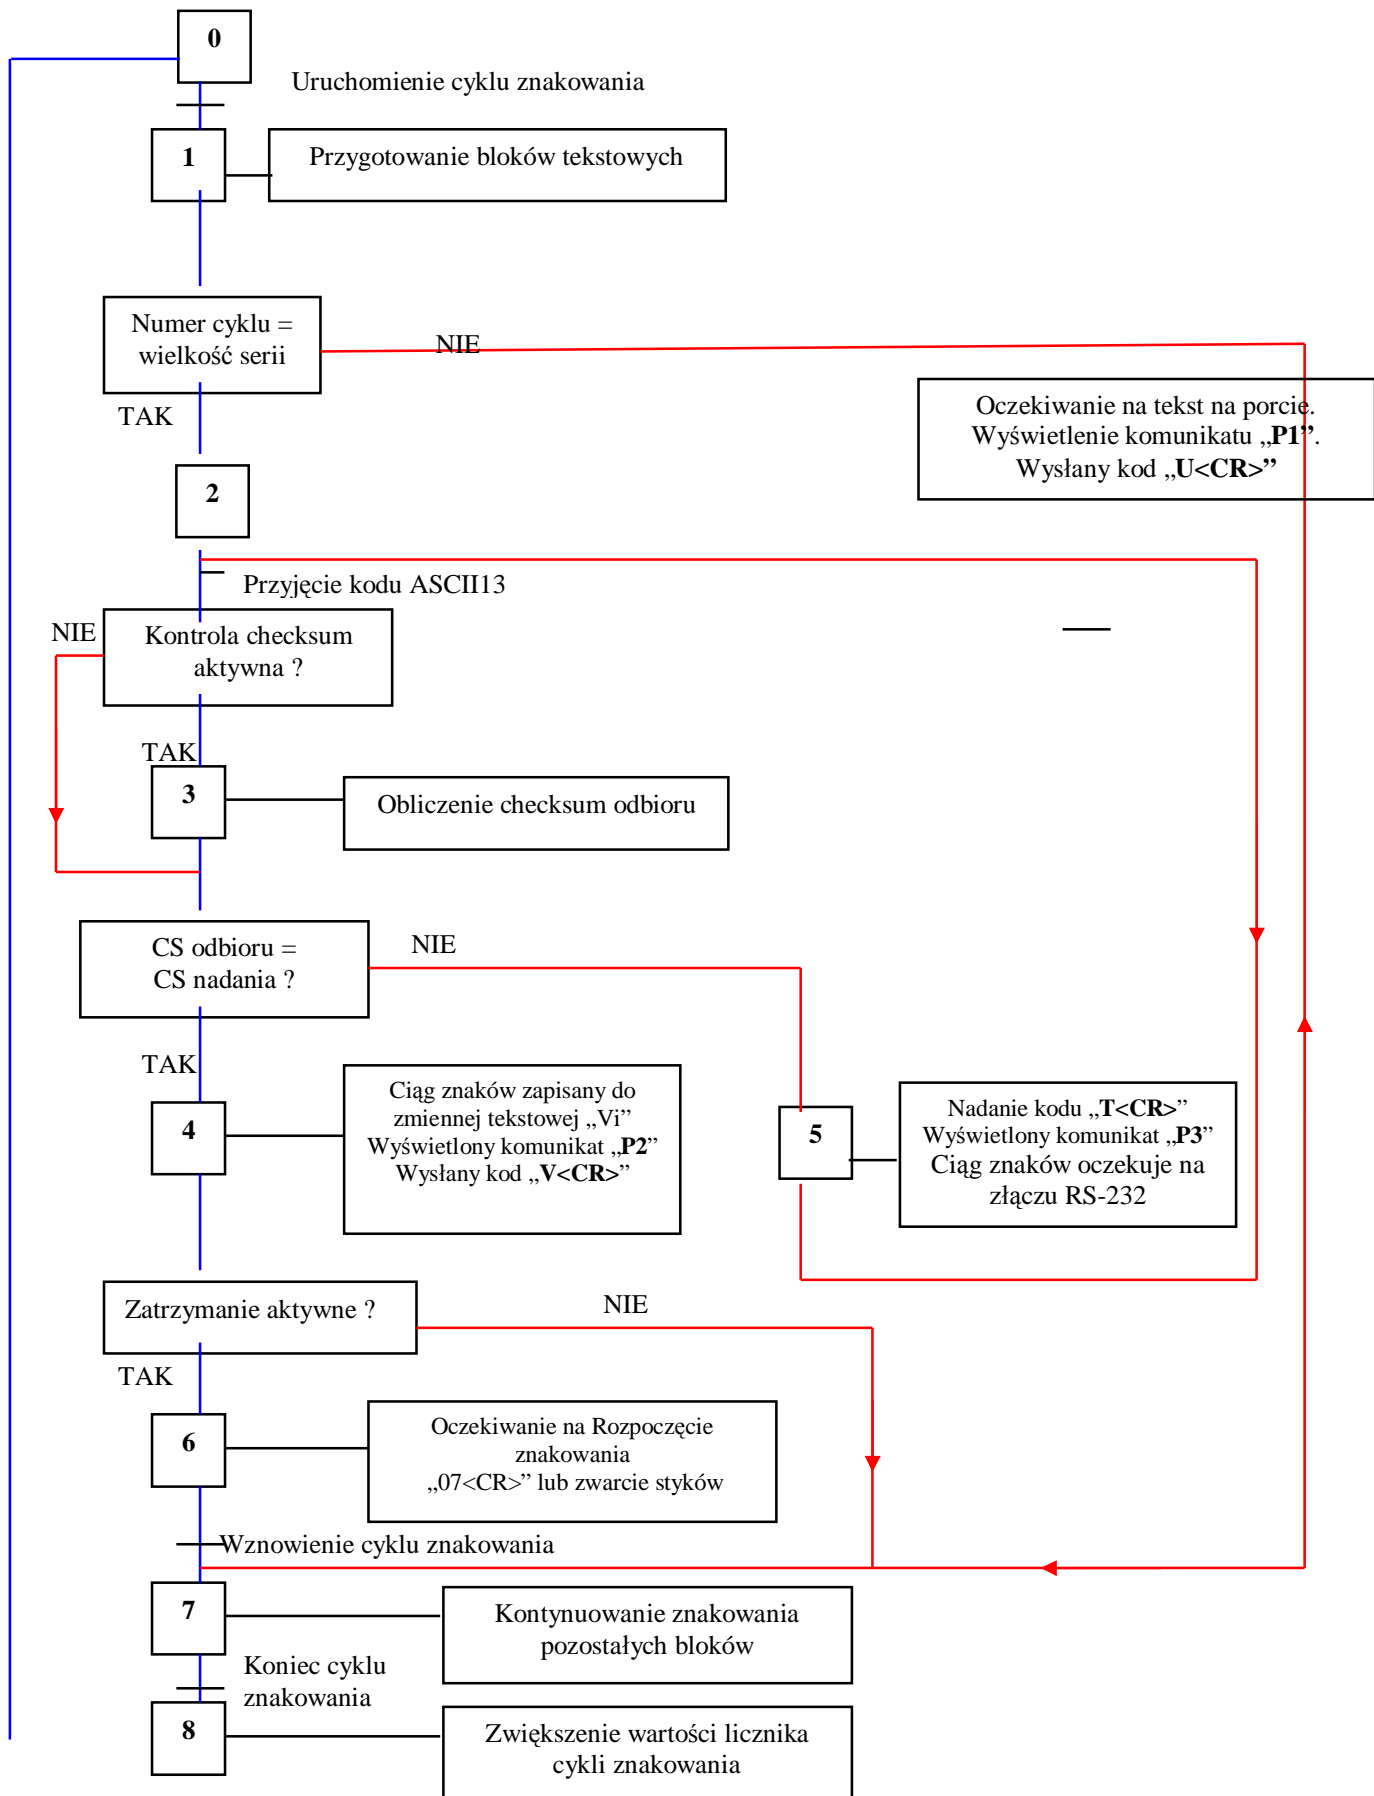 0
Uruchomienie cyklu znakowania
1
Przygotowanie bloków tekstowych
Numer cyklu =
wielkość serii
NIE
TAK
Oczekiwanie na tekst na porcie.
Wyświetlenie komunikatu „P1”.
Wysłany kod „U<CR>”
2
Przyjęcie kodu ASCII13
NIE
Kontrola checksum
aktywna ?
TAK
3
Obliczenie checksum odbioru
CS odbioru =
CS nadania ?
NIE
TAK
4
Ciąg znaków zapisany do
zmiennej tekstowej „Vi”
Wyświetlony komunikat „P2”
Wysłany kod „V<CR>”
5
Nadanie kodu „T<CR>”
Wyświetlony komunikat „P3”
Ciąg znaków oczekuje na
złączu RS-232
Zatrzymanie aktywne ?
NIE
TAK
6
Oczekiwanie na Rozpoczęcie
znakowania
„07<CR>” lub zwarcie styków
Wznowienie cyklu znakowania
7
Kontynuowanie znakowania
pozostałych bloków
Koniec cyklu
znakowania
8
Zwiększenie wartości licznika
cykli znakowania